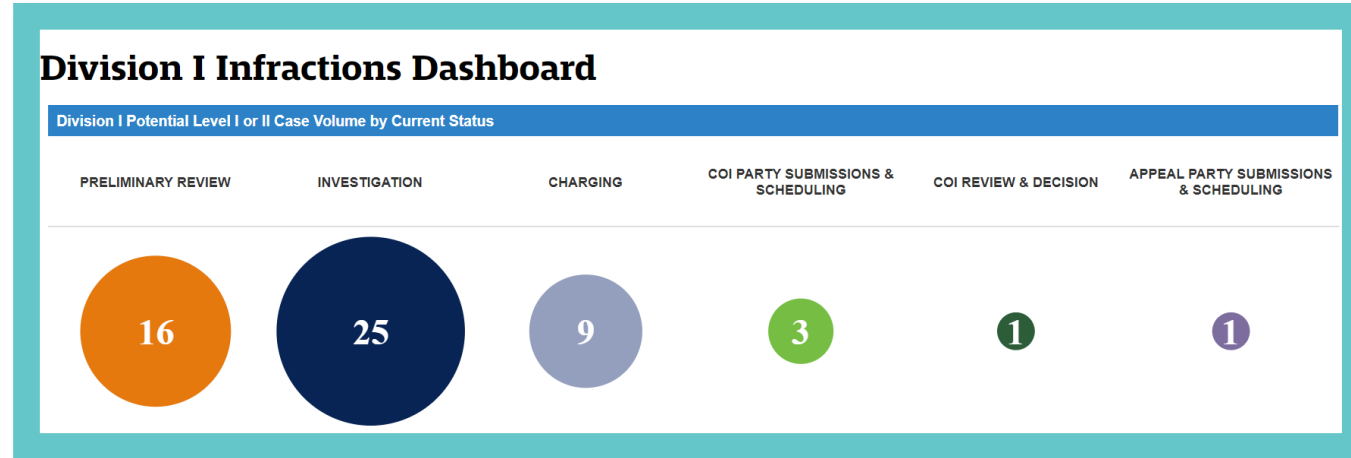 Division I Infractions Dashboard
Division I Potential Level I or II Case Volume by Current Status
PRELIMINARY REVIEW
INVESTIGATION
CHARGING
COI PARTY SUBMISSIONS &
SCHEDULING
COI REVIEW & DECISION
APPEAL PARTY SUBMISSIONS
& SCHEDULING
16
25
9
3
1
1